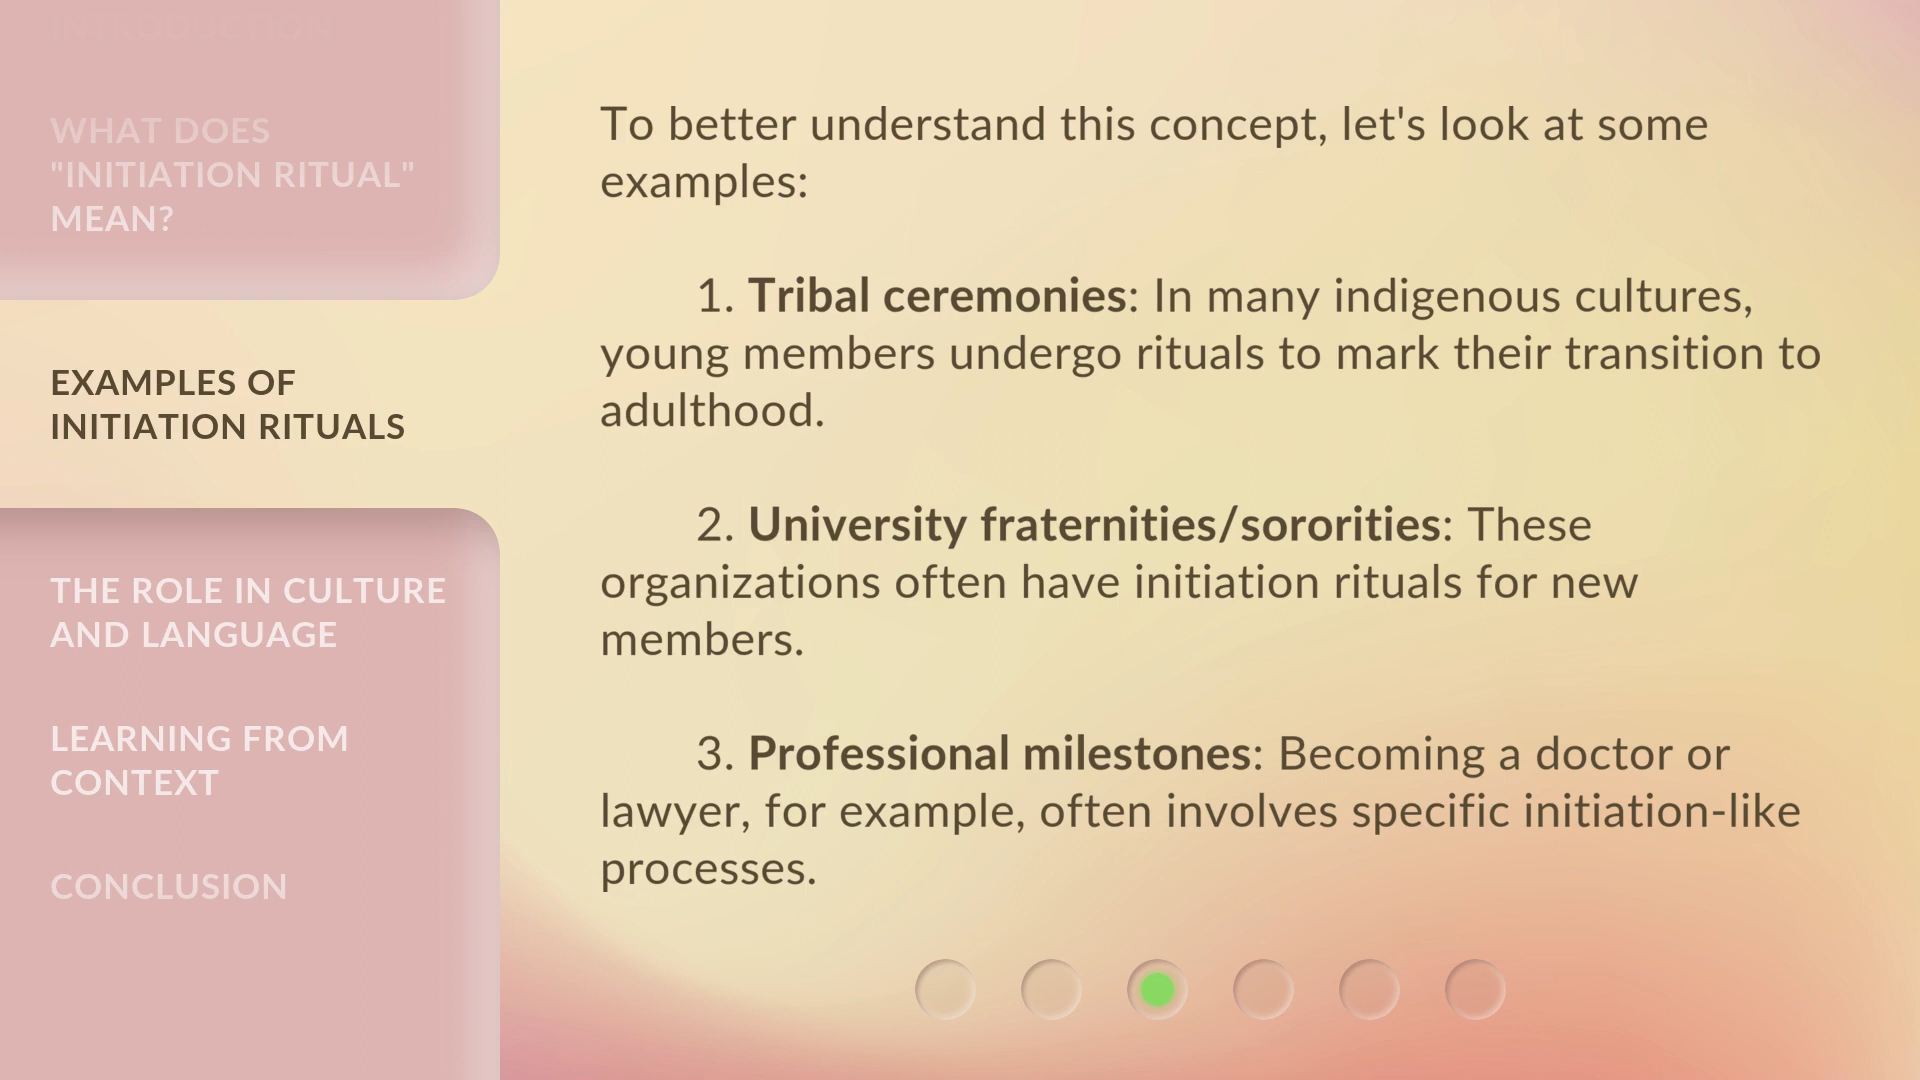 INTRODUCTION
WHAT DOES
"INITIATION RITUAL"
MEAN?
EXAMPLES OF
INITIATION RITUALS
THE ROLE IN CULTURE
AND LANGUAGE
LEARNING FROM
CONTEXT
CONCLUSION
To better understand this concept, let's look at some
examples:
1. Tribal ceremonies: In many indigenous cultures,
young members undergo rituals to mark their transition to
adulthood.
2. University fraternities/sororities: These
organizations often have initiation rituals for new
members.
3. Professional milestones: Becoming a doctor or
lawyer, for example, often involves specific initiation-like
processes.